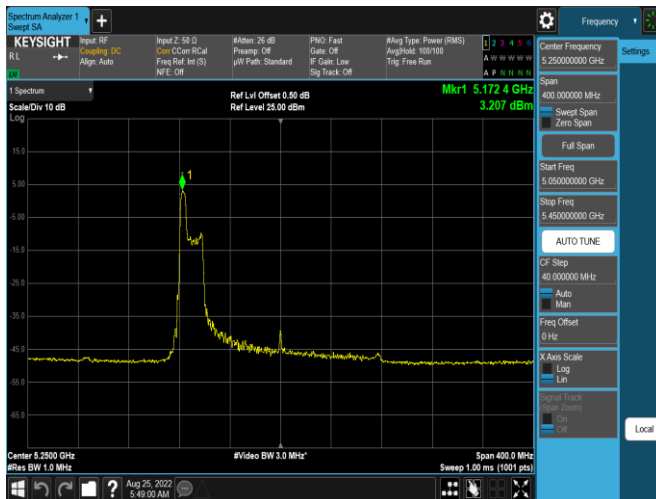 Spectrum Analyzer 1
Swept SA
+
Frequency
KEYSIGHT
RL
LXI
Input: RF
Coupling: DC
Align: Auto
Input Z: 50 Ω
Corr CCorr RCal
Freq Ref: Int (S)
NFE: Off
#Atten: 26 dB
Preamp: Off
µW Path: Standard
PNO: Fast
Gate: Off
IF Gain: Low
Sig Track: Off
#Avg Type: Power (RMS)
Avg|Hold: 100/100
Trig: Free Run
1 2 3 4 5 6
A W W W W W
A P N N N N
1 Spectrum
Scale/Div 10 dB
Log
Ref Lvl Offset 0.50 dB
Ref Level 25.00 dBm
Mkr1 5.172 4 GHz
3.207 dBm
15.0
5.00
-5.00
-15.0
-25.0
-35.0
-45.0
-55.0
-65.0
1
Center 5.2500 GHz
#Res BW 1.0 MHz
#Video BW 3.0 MHz*
Span 400.0 MHz
Sweep 1.00 ms (1001 pts)
Center Frequency
5.250000000 GHz
Settings
Span
400.000000 MHz
Swept Span
Zero Span
Full Span
Start Freq
5.050000000 GHz
Stop Freq
5.450000000 GHz
AUTO TUNE
CF Step
40.000000 MHz
Auto
Man
Freq Offset
0 Hz
X Axis Scale
Log
Lin
Signal Track
(Span Zoom)
On
Off
Local
?
Aug 25, 2022
5:49:00 AM